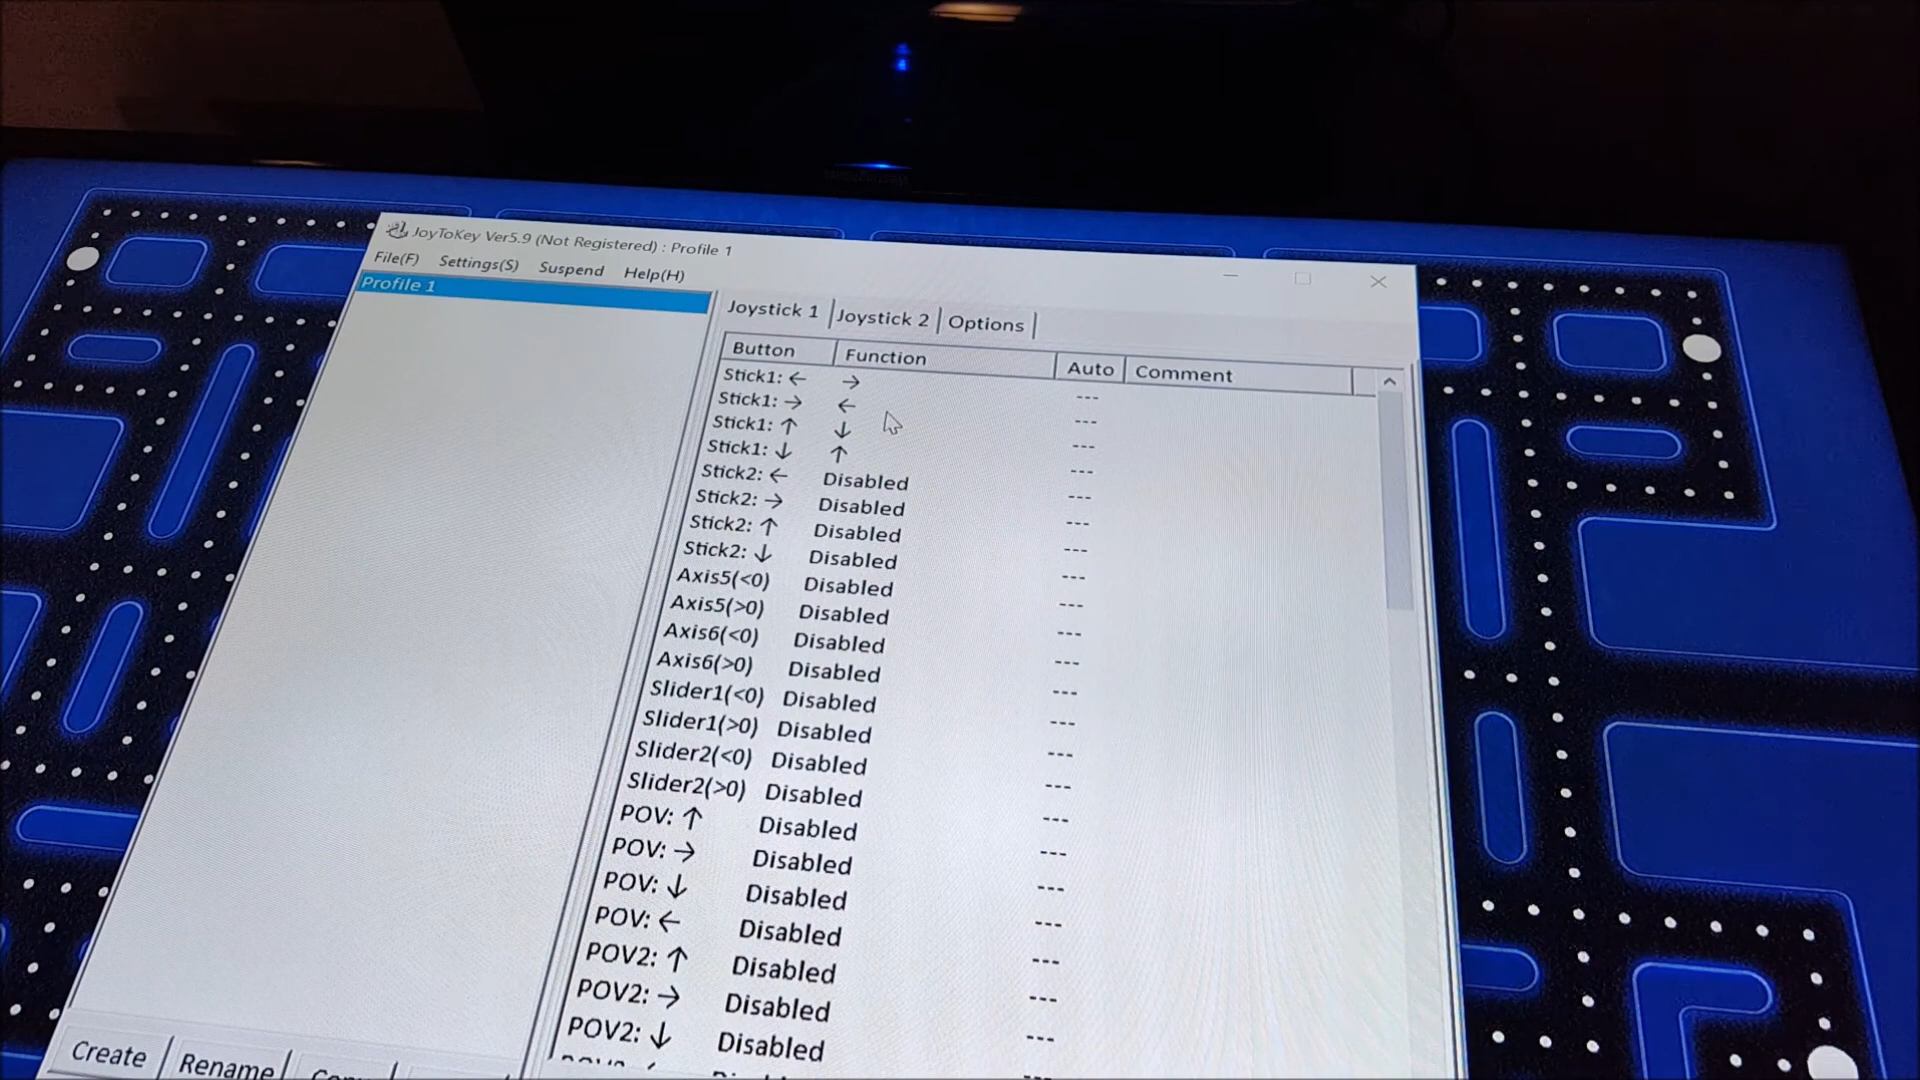 JoyToKey Ver5.9 (Not Registered) : Profile 1
File(F) Settings(S) Suspend Help(H)
Profile 1
Joystick 1 Joystick 2 Options
Button Function Auto Comment
Stick1: ← → ---
Stick1: → ← ---
Stick1: ↑ ↓ ---
Stick1: ↓ ↑ ---
Stick2: ← Disabled ---
Stick2: → Disabled ---
Stick2: ↑ Disabled ---
Stick2: ↓ Disabled ---
Axis5(<0) Disabled ---
Axis5(>0) Disabled ---
Axis6(<0) Disabled ---
Axis6(>0) Disabled ---
Slider1(<0) Disabled ---
Slider1(>0) Disabled ---
Slider2(<0) Disabled ---
Slider2(>0) Disabled ---
POV: ↑ Disabled ---
POV: → Disabled ---
POV: ↓ Disabled ---
POV: ← Disabled ---
POV2: ↑ Disabled ---
POV2: → Disabled ---
POV2: ↓ Disabled ---
Create Rename